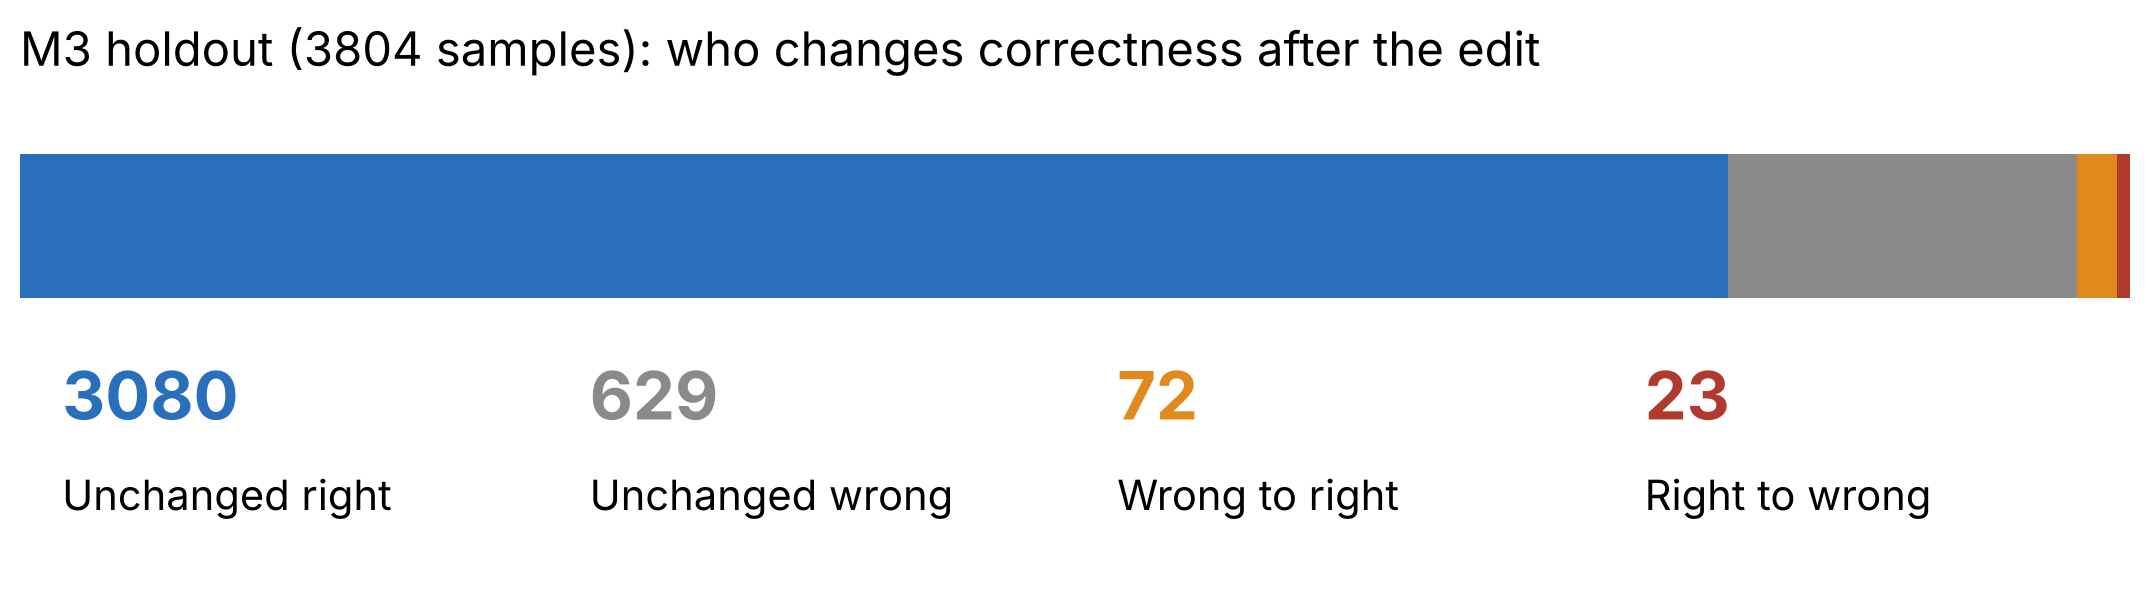 M3 holdout (3804 samples): who changes correctness after the edit
3080
629
72
23
Unchanged right
Unchanged wrong
Wrong to right
Right to wrong